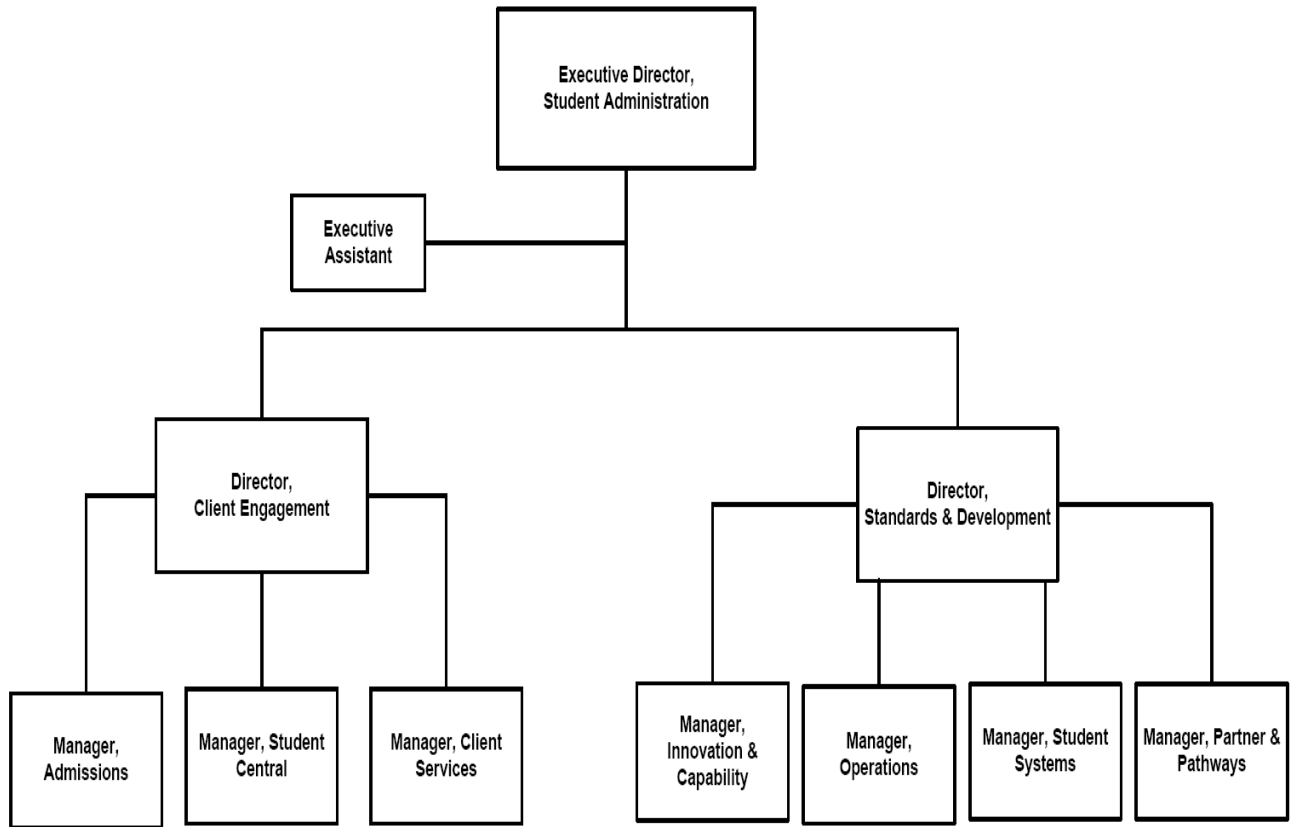 Executive Director,
Student Administration
Executive
Assistant
Director,
Client Engagement
Director,
Standards & Development
Manager,
Admissions
Manager, Student
Central
Manager, Client
Services
Manager,
Innovation &
Capability
Manager,
Operations
Manager, Student
Systems
Manager, Partner &
Pathways